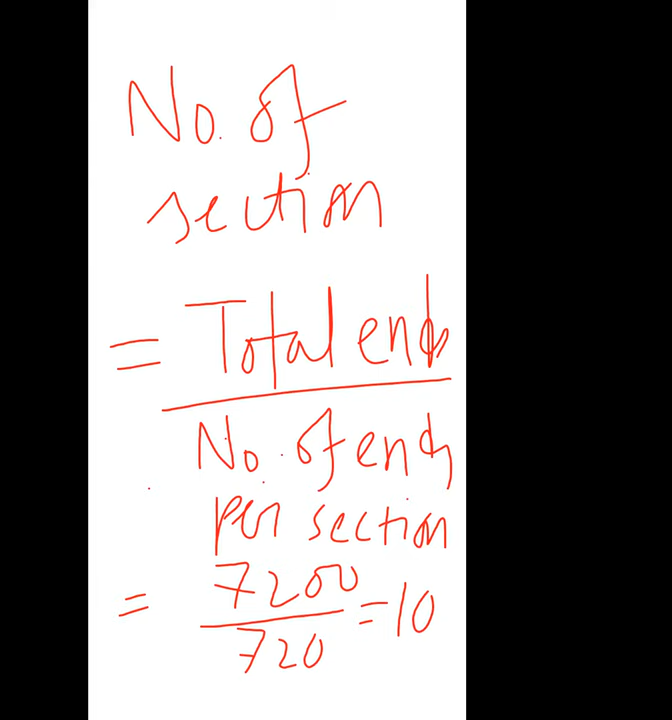 No. of
section
= Total ends
No. of ends
per section
= 7200 / 720 = 10